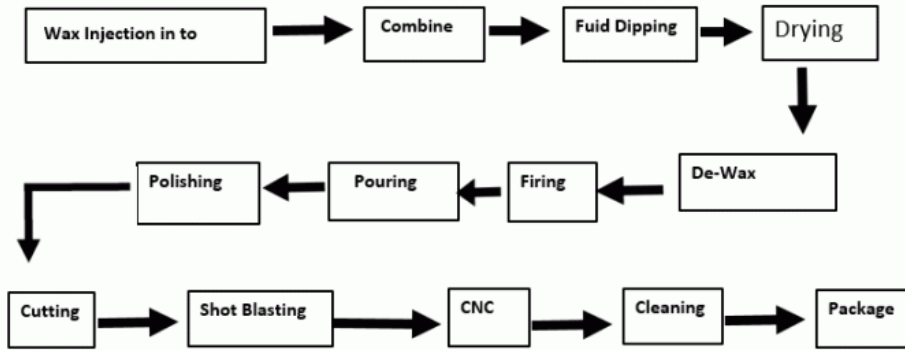 Wax Injection in to
Combine
Fuid Dipping
Drying
De-Wax
Firing
Pouring
Polishing
Cutting
Shot Blasting
CNC
Cleaning
Package